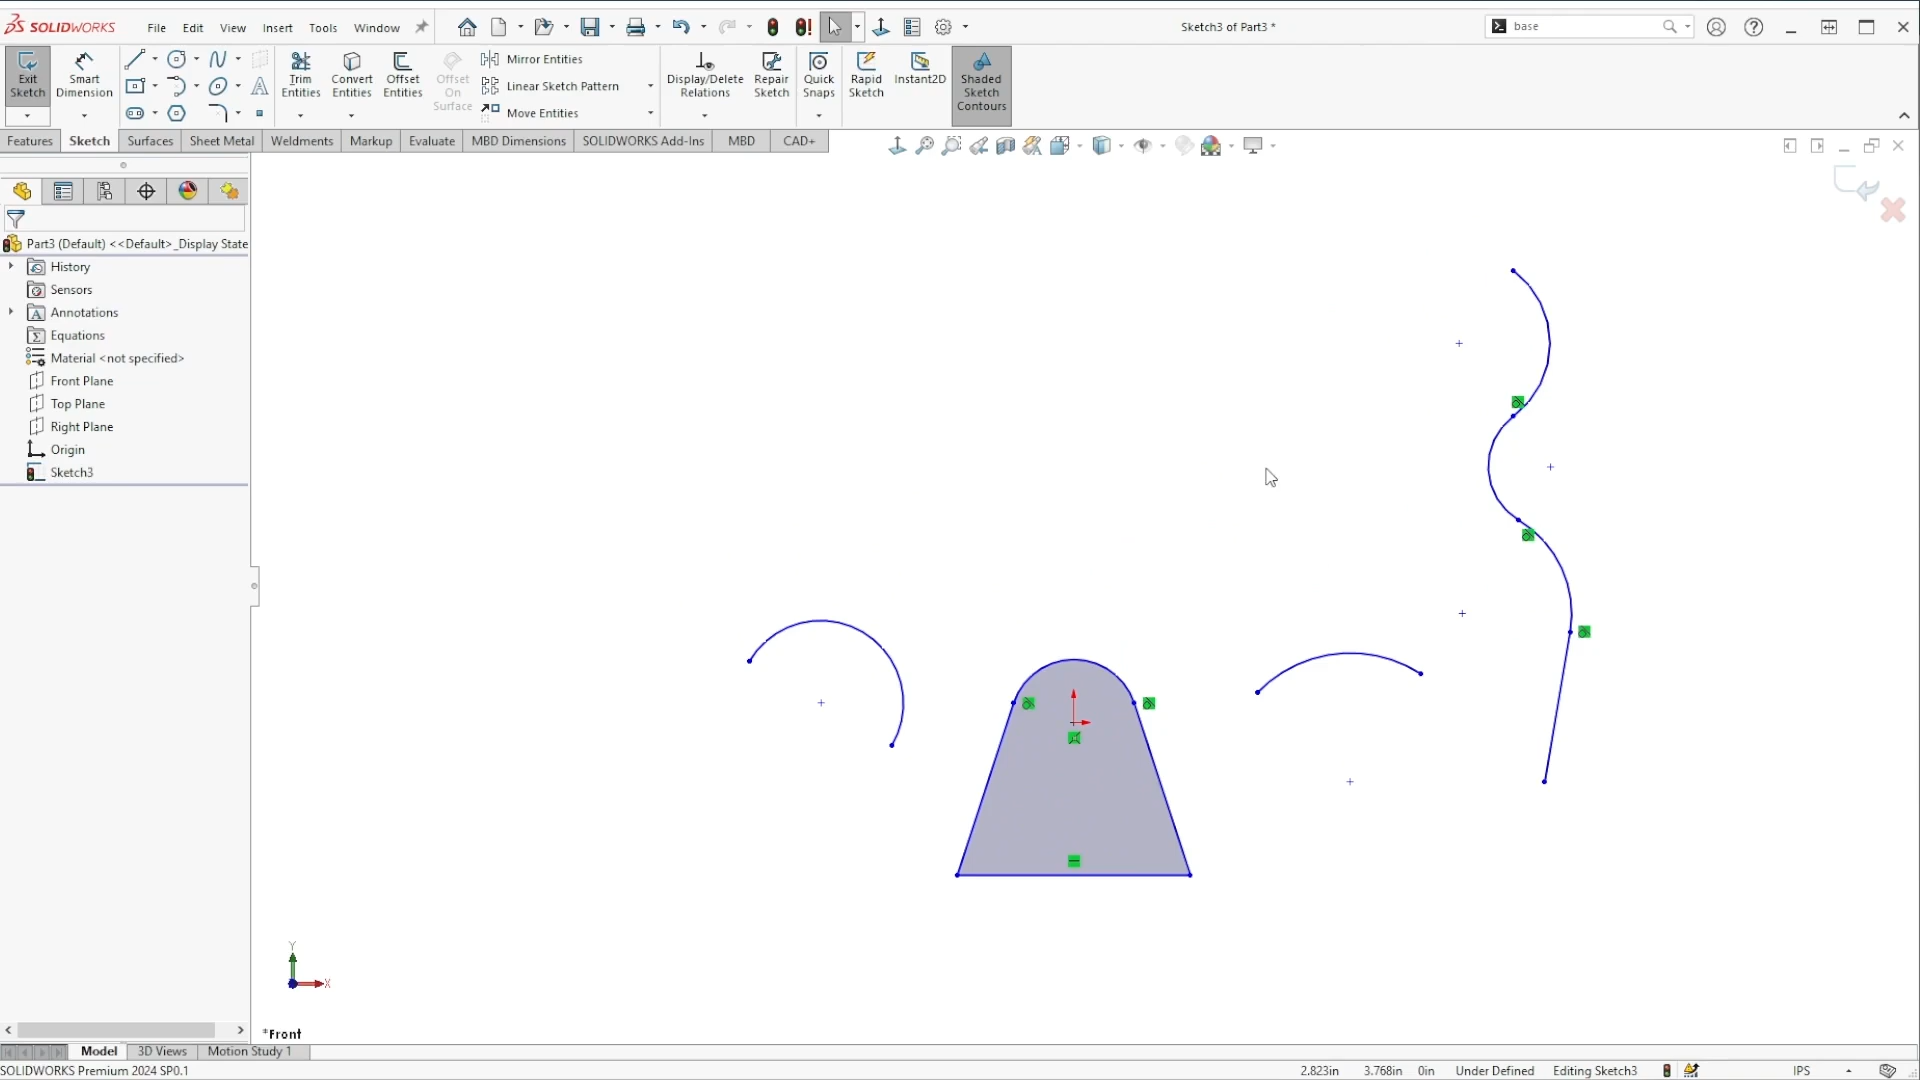 SOLIDWORKS File Edit View Insert Tools Window Sketch3 of Part3 * base
Exit Sketch
Smart Dimension
Trim Entities
Convert Entities
Offset Entities
Offset On Surface
Mirror Entities
Linear Sketch Pattern
Move Entities
Display/Delete Relations
Repair Sketch
Quick Snaps
Rapid Sketch
Instant2D
Shaded Sketch Contours
Features Sketch Surfaces Sheet Metal Weldments Markup Evaluate MBD Dimensions SOLIDWORKS Add-Ins MBD CAD+
Part3 (Default) <<Default>_Display State
History
Sensors
Annotations
Equations
Material <not specified>
Front Plane
Top Plane
Right Plane
Origin
Sketch3
Y
X
*Front
Model 3D Views Motion Study 1
SOLIDWORKS Premium 2024 SP0.1 2.823in 3.768in 0in Under Defined Editing Sketch3 IPS